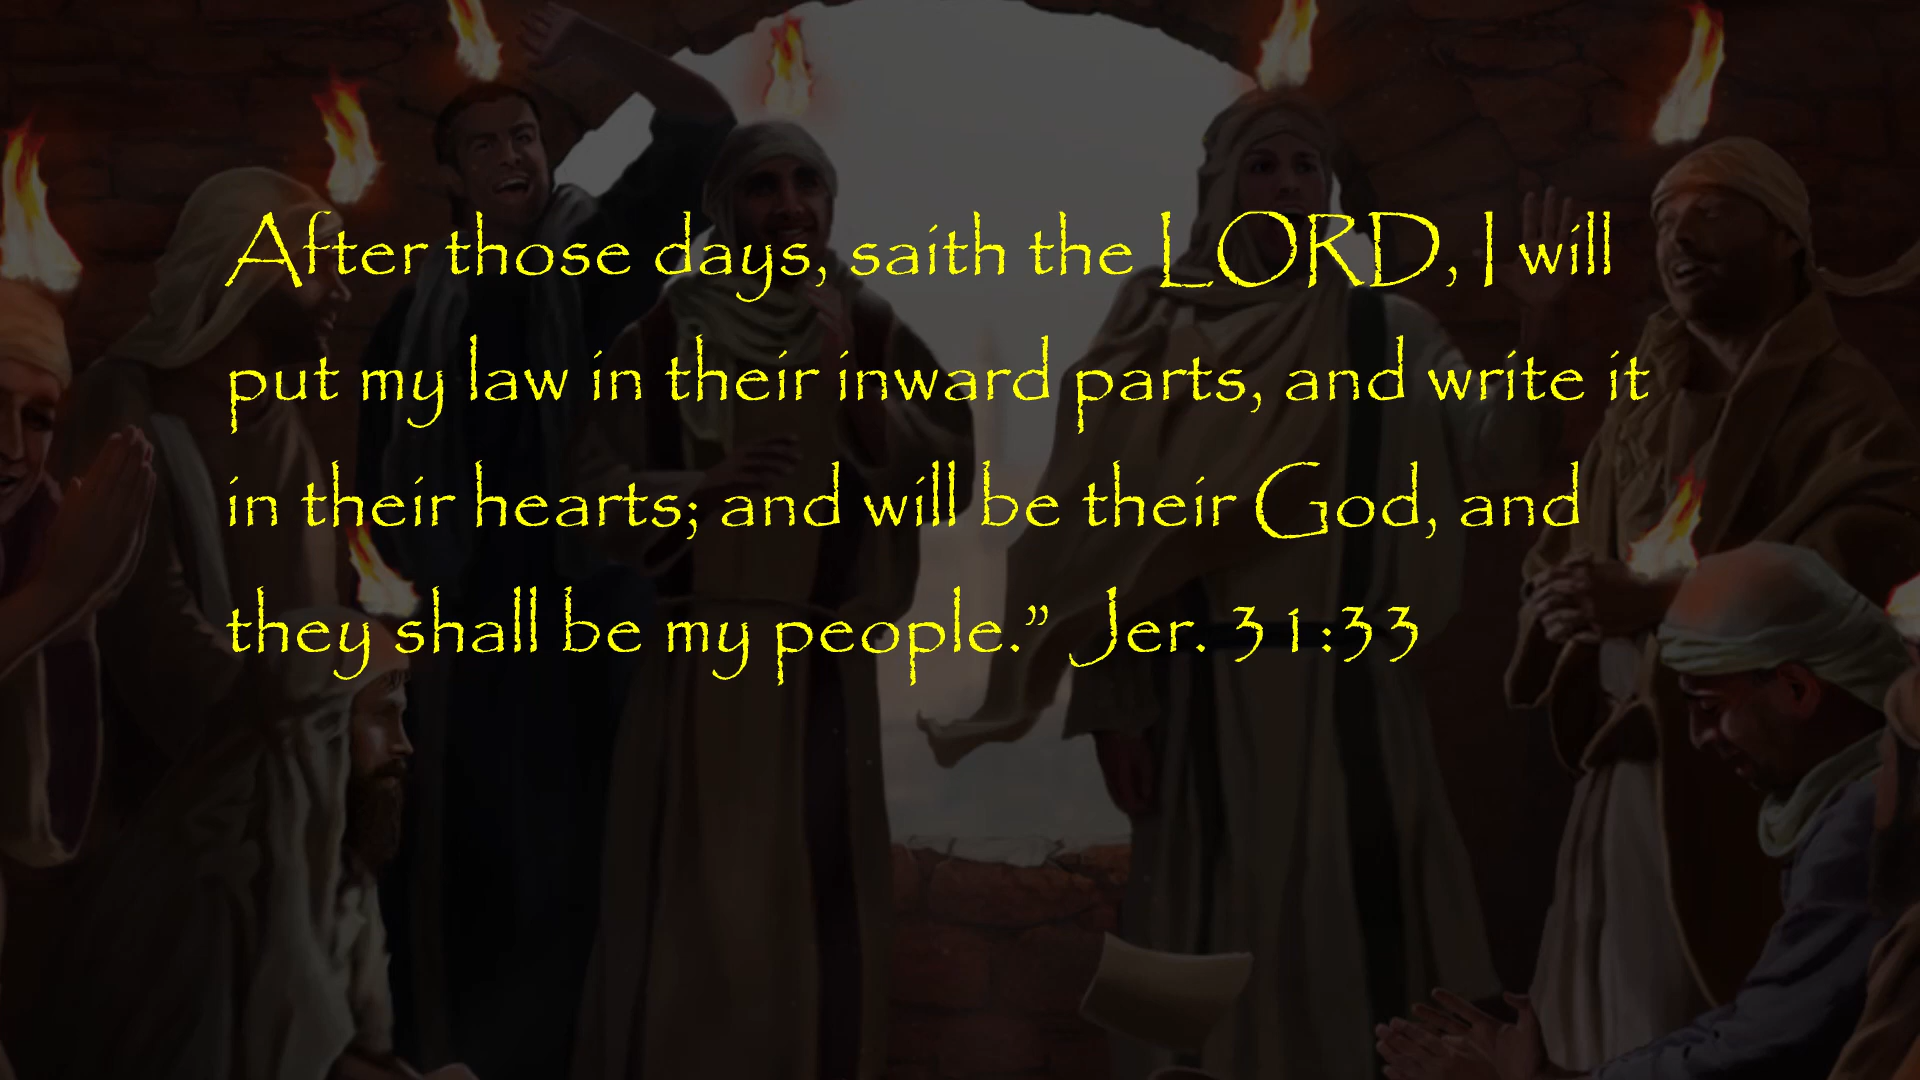 After those days, saith the LORD, I will
put my law in their inward parts, and write it
in their hearts; and will be their God, and
they shall be my people.”  Jer. 31:33